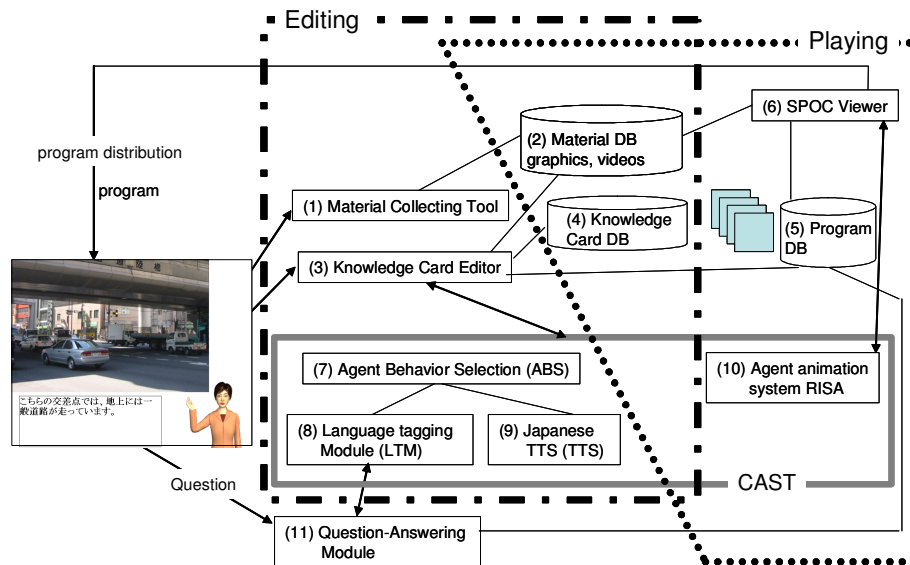 Editing
Playing
program distribution
program
(1) Material Collecting Tool
(2) Material DB
graphics, videos
(3) Knowledge Card Editor
(4) Knowledge
Card DB
(5) Program
DB
(6) SPOC Viewer
こちらの交差点では、地上には一
般道路が走っています。
(7) Agent Behavior Selection (ABS)
(8) Language tagging
Module (LTM)
(9) Japanese
TTS (TTS)
(10) Agent animation
system RISA
CAST
Question
(11) Question-Answering
Module